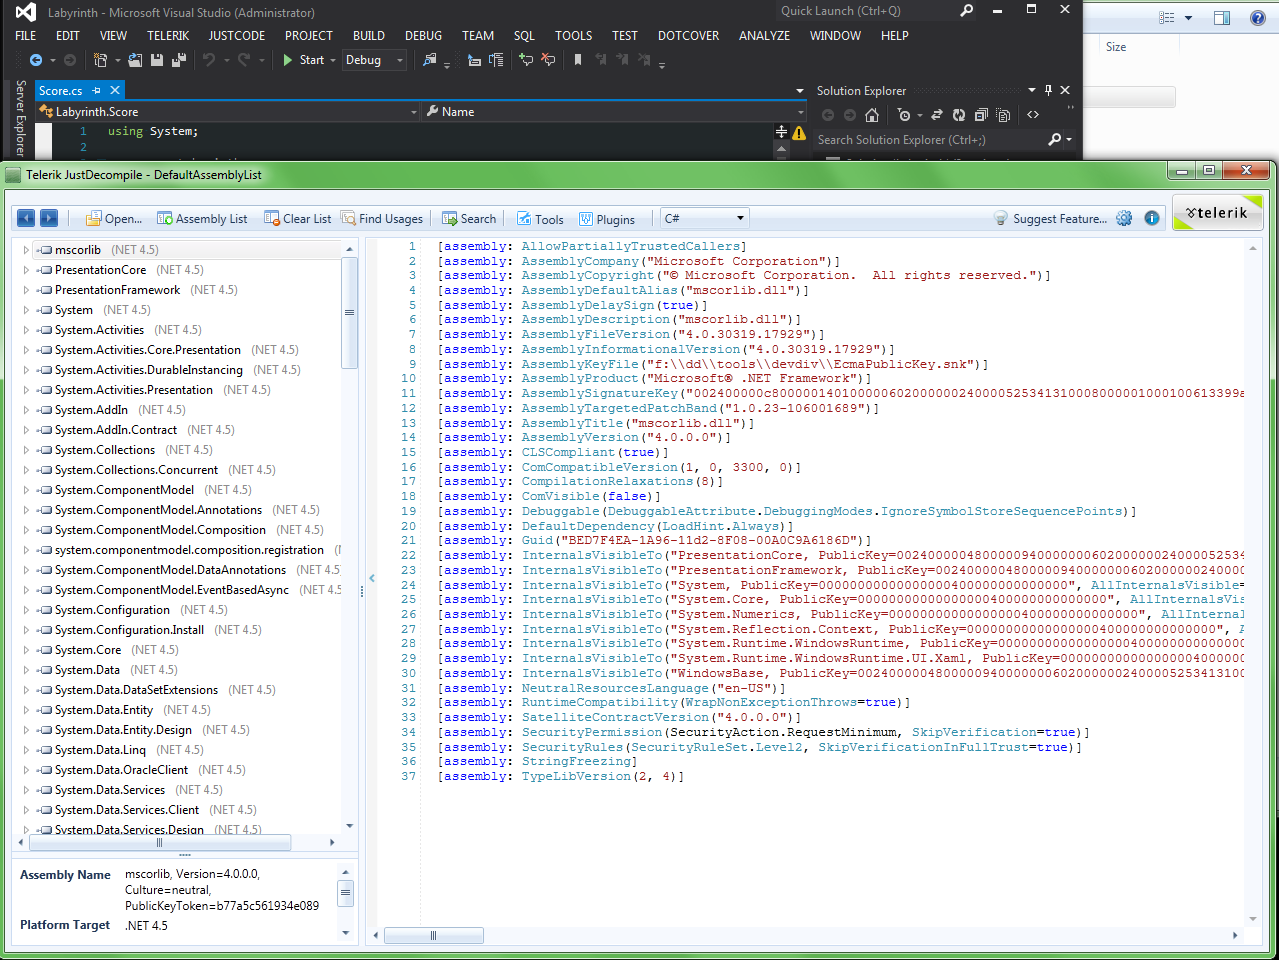 Labyrinth - Microsoft Visual Studio (Administrator)
Quick Launch (Ctrl+Q)
FILE EDIT VIEW TELERIK JUSTCODE PROJECT BUILD DEBUG TEAM SQL TOOLS TEST DOTCOVER ANALYZE WINDOW HELP
Size
Start Debug
Server Explorer
Score.cs
Solution Explorer
Labyrinth.Score Name
1 using System;
2
Search Solution Explorer (Ctrl+;)
Telerik JustDecompile - DefaultAssemblyList
Open... Assembly List Clear List Find Usages Search Tools Plugins C# Suggest Feature... telerik
mscorlib (NET 4.5)
PresentationCore (NET 4.5)
PresentationFramework (NET 4.5)
System (NET 4.5)
System.Activities (NET 4.5)
System.Activities.Core.Presentation (NET 4.5)
System.Activities.DurableInstancing (NET 4.5)
System.Activities.Presentation (NET 4.5)
System.AddIn (NET 4.5)
System.AddIn.Contract (NET 4.5)
System.Collections (NET 4.5)
System.Collections.Concurrent (NET 4.5)
System.ComponentModel (NET 4.5)
System.ComponentModel.Annotations (NET 4.5)
System.ComponentModel.Composition (NET 4.5)
system.componentmodel.composition.registration (N
System.ComponentModel.DataAnnotations (NET 4.5)
System.ComponentModel.EventBasedAsync (NET 4.5
System.Configuration (NET 4.5)
System.Configuration.Install (NET 4.5)
System.Core (NET 4.5)
System.Data (NET 4.5)
System.Data.DataSetExtensions (NET 4.5)
System.Data.Entity (NET 4.5)
System.Data.Entity.Design (NET 4.5)
System.Data.Linq (NET 4.5)
System.Data.OracleClient (NET 4.5)
System.Data.Services (NET 4.5)
System.Data.Services.Client (NET 4.5)
System.Data.Services.Design (NET 4.5)
Assembly Name mscorlib, Version=4.0.0.0,
Culture=neutral,
PublicKeyToken=b77a5c561934e089
Platform Target .NET 4.5
1 [assembly: AllowPartiallyTrustedCallers]
2 [assembly: AssemblyCompany("Microsoft Corporation")]
3 [assembly: AssemblyCopyright("© Microsoft Corporation.  All rights reserved.")]
4 [assembly: AssemblyDefaultAlias("mscorlib.dll")]
5 [assembly: AssemblyDelaySign(true)]
6 [assembly: AssemblyDescription("mscorlib.dll")]
7 [assembly: AssemblyFileVersion("4.0.30319.17929")]
8 [assembly: AssemblyInformationalVersion("4.0.30319.17929")]
9 [assembly: AssemblyKeyFile("f:\\dd\\tools\\devdiv\\EcmaPublicKey.snk")]
10 [assembly: AssemblyProduct("Microsoft® .NET Framework")]
11 [assembly: AssemblySignatureKey("002400000c800000140100000602000000240000525341310008000001000100613399a
12 [assembly: AssemblyTargetedPatchBand("1.0.23-106001689")]
13 [assembly: AssemblyTitle("mscorlib.dll")]
14 [assembly: AssemblyVersion("4.0.0.0")]
15 [assembly: CLSCompliant(true)]
16 [assembly: ComCompatibleVersion(1, 0, 3300, 0)]
17 [assembly: CompilationRelaxations(8)]
18 [assembly: ComVisible(false)]
19 [assembly: Debuggable(DebuggableAttribute.DebuggingModes.IgnoreSymbolStoreSequencePoints)]
20 [assembly: DefaultDependency(LoadHint.Always)]
21 [assembly: Guid("BED7F4EA-1A96-11d2-8F08-00A0C9A6186D")]
22 [assembly: InternalsVisibleTo("PresentationCore, PublicKey=00240000048000009400000006020000002400005253​4
23 [assembly: InternalsVisibleTo("PresentationFramework, PublicKey=002400000480000094000000060200000024000​0
24 [assembly: InternalsVisibleTo("System, PublicKey=00000000000000000400000000000000", AllInternalsVisible=
25 [assembly: InternalsVisibleTo("System.Core, PublicKey=00000000000000000400000000000000", AllInternalsVis
26 [assembly: InternalsVisibleTo("System.Numerics, PublicKey=00000000000000000400000000000000", AllInternal
27 [assembly: InternalsVisibleTo("System.Reflection.Context, PublicKey=00000000000000000400000000000000", A
28 [assembly: InternalsVisibleTo("System.Runtime.WindowsRuntime, PublicKey=00000000000000000400000000000000
29 [assembly: InternalsVisibleTo("System.Runtime.WindowsRuntime.UI.Xaml, PublicKey=00000000000000000400000​0
30 [assembly: InternalsVisibleTo("WindowsBase, PublicKey=0024000004800000940000000602000000240000525341310​0
31 [assembly: NeutralResourcesLanguage("en-US")]
32 [assembly: RuntimeCompatibility(WrapNonExceptionThrows=true)]
33 [assembly: SatelliteContractVersion("4.0.0.0")]
34 [assembly: SecurityPermission(SecurityAction.RequestMinimum, SkipVerification=true)]
35 [assembly: SecurityRules(SecurityRuleSet.Level2, SkipVerificationInFullTrust=true)]
36 [assembly: StringFreezing]
37 [assembly: TypeLibVersion(2, 4)]